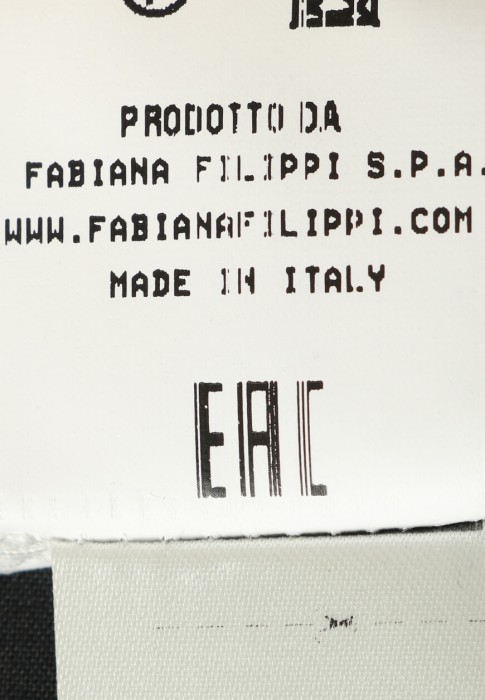 PRODOTTO DA
FABIANA FILIPPI S.P.A.
WWW.FABIANAFILIPPI.COM
MADE IN ITALY
EAC